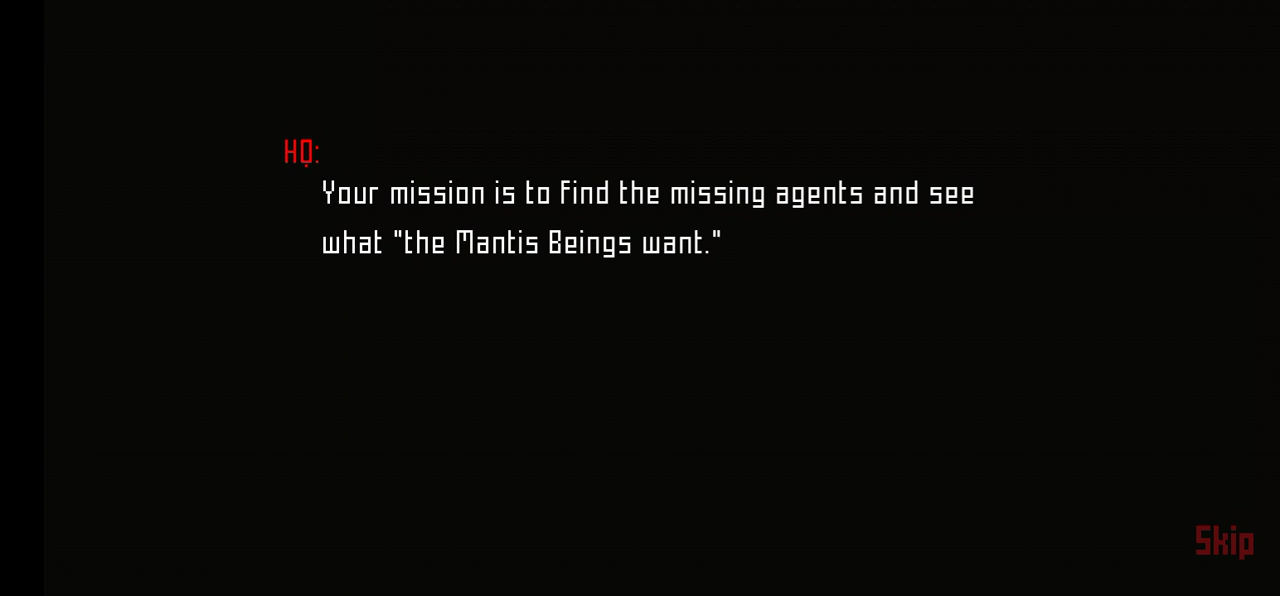 HQ:
Your mission is to find the missing agents and see
what "the Mantis Beings want."
Skip